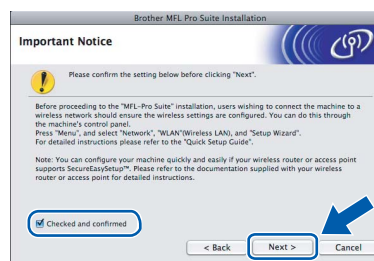 Brother MFL Pro Suite Installation
Important Notice
Please confirm the setting below before clicking "Next".
Before proceeding to the "MFL-Pro Suite" installation, users wishing to connect the machine to a
wireless network should ensure the wireless settings are configured. You can do this through
the machine's control panel.
Press "Menu", and select "Network", "WLAN"(Wireless LAN), and "Setup Wizard".
For detailed instructions please refer to the "Quick Setup Guide".
Note: You can configure your machine quickly and easily if your wireless router or access point
supports SecureEasySetup™. Please refer to the documentation supplied with your wireless
router or access point for detailed instructions.
Checked and confirmed
< Back Next > Cancel